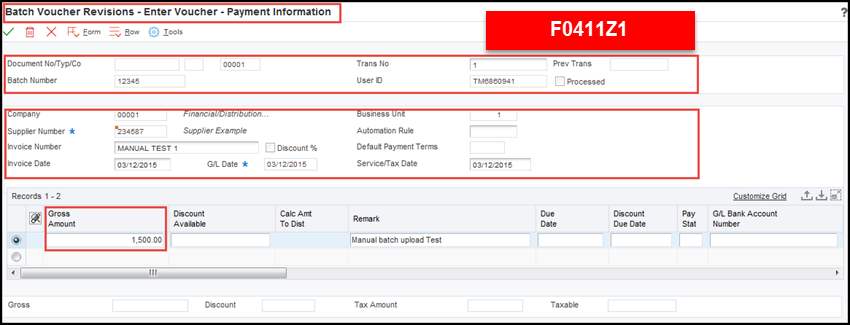 Batch Voucher Revisions - Enter Voucher - Payment Information
F0411Z1
Form Row Tools
Document No/Typ/Co 00001 Trans No Prev Trans
Batch Number 12345 User ID TM6860941 Processed
Company 00001 Financial/Distribution... Business Unit 1
Supplier Number * 234587 Supplier Example Automation Rule
Invoice Number MANUAL TEST 1 Discount % Default Payment Terms
Invoice Date 03/12/2015 G/L Date * 03/12/2015 Service/Tax Date 03/12/2015
Records 1 - 2 Customize Grid
Gross Discount Calc Amt Remark Due Discount Pay G/L Bank Account
Amount Available To Dist Date Due Date Stat Number
1,500.00 Manual batch upload Test
Gross Discount Tax Amount Taxable